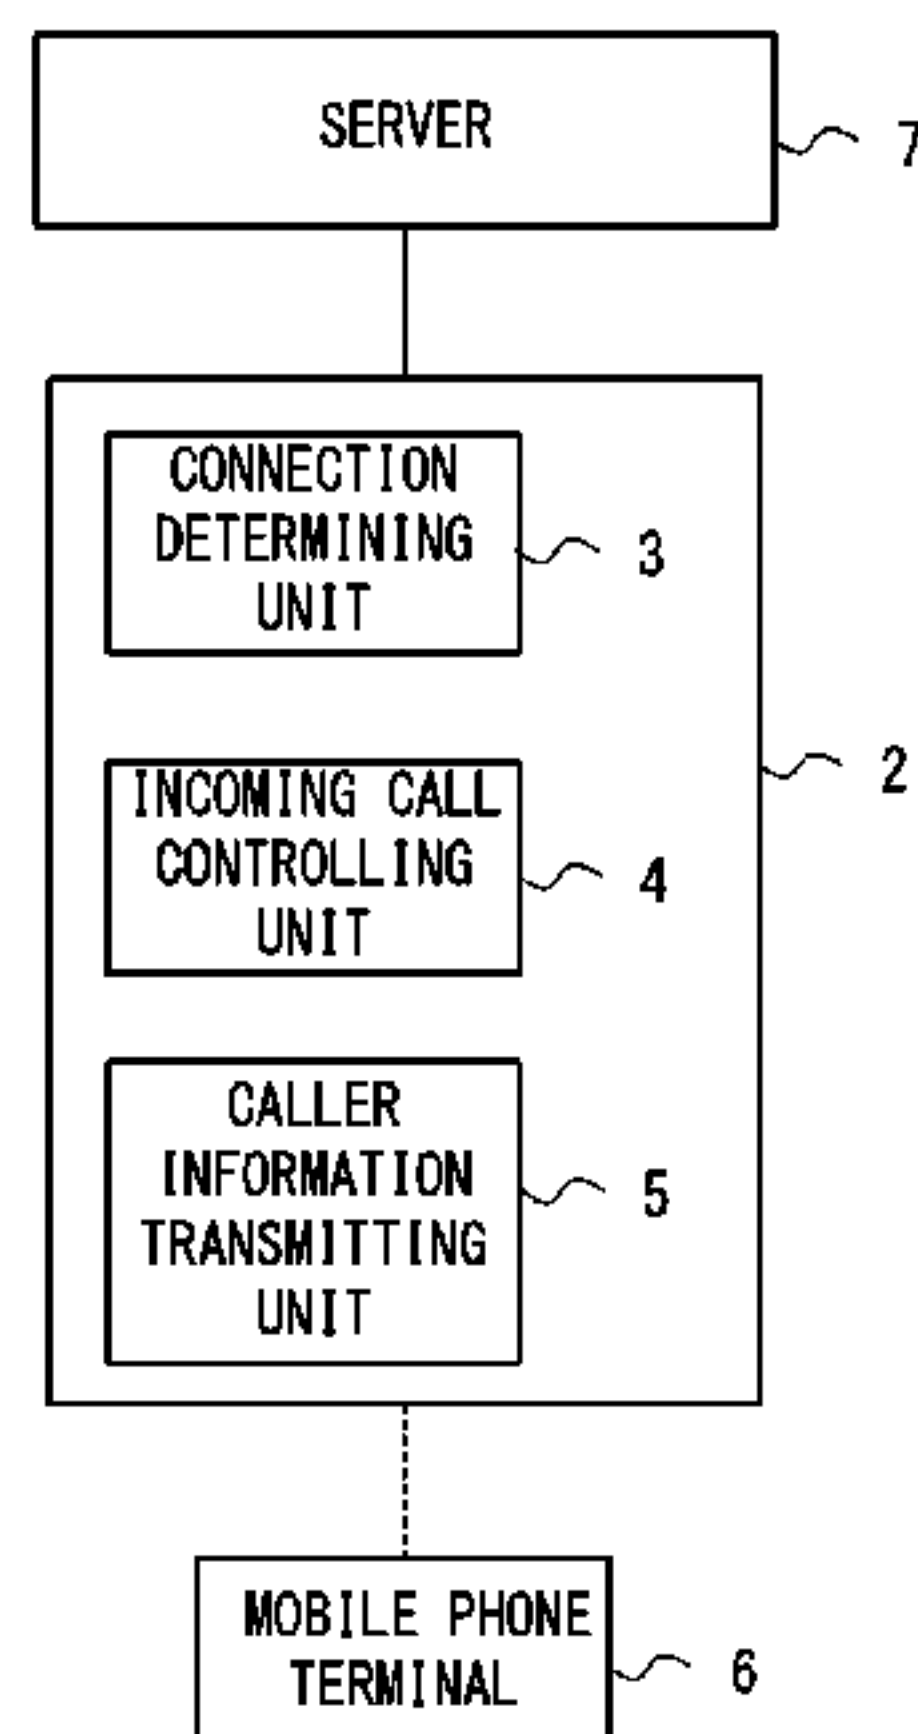 SERVER
7
CONNECTION
DETERMINING
UNIT
3
2
INCOMING CALL
CONTROLLING
UNIT
4
CALLER
INFORMATION
TRANSMITTING
UNIT
5
MOBILE PHONE
TERMINAL
6